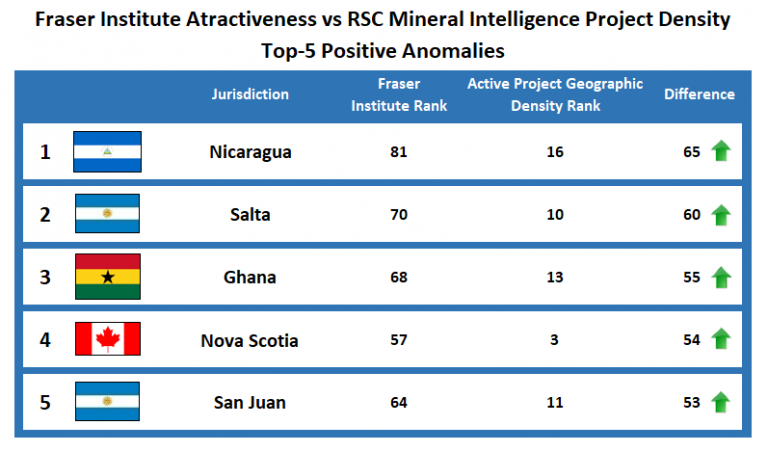 Fraser Institute Atractiveness vs RSC Mineral Intelligence Project Density
Top-5 Positive Anomalies
Jurisdiction Fraser Institute Rank Active Project Geographic Density Rank Difference
1 Nicaragua 81 16 65
2 Salta 70 10 60
3 Ghana 68 13 55
4 Nova Scotia 57 3 54
5 San Juan 64 11 53